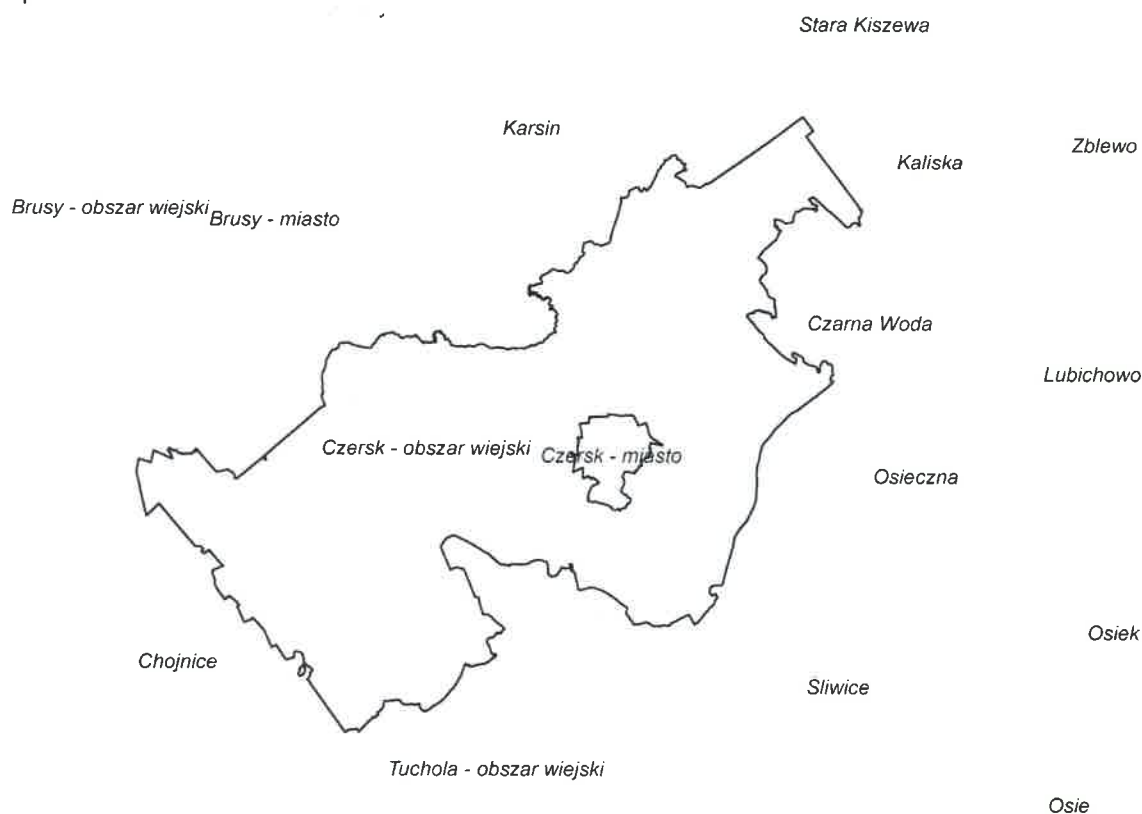 Stara Kiszewa
Karsin
Zblewo
Kaliska
Brusy - obszar wiejski
Brusy - miasto
Czarna Woda
Lubichowo
Czersk - obszar wiejski
Czersk - miasto
Osieczna
Osiek
Chojnice
Śliwice
Tuchola - obszar wiejski
Osie